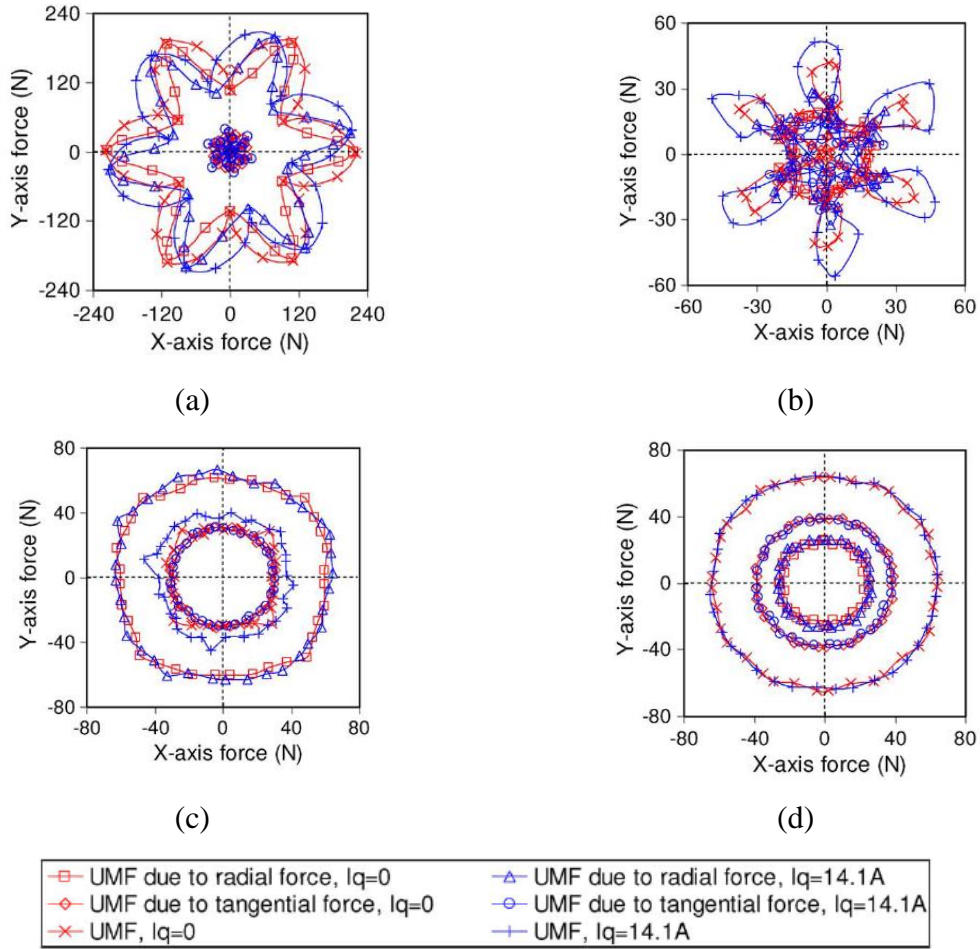 240
120
0
-120
-240
-240 -120 0 120 240
Y-axis force (N)
X-axis force (N)
(a)
60
30
0
-30
-60
-60 -30 0 30 60
Y-axis force (N)
X-axis force (N)
(b)
80
40
0
-40
-80
-80 -40 0 40 80
Y-axis force (N)
X-axis force (N)
(c)
80
40
0
-40
-80
-80 -40 0 40 80
Y-axis force (N)
X-axis force (N)
(d)
UMF due to radial force, Iq=0
UMF due to tangential force, Iq=0
UMF, Iq=0
UMF due to radial force, Iq=14.1A
UMF due to tangential force, Iq=14.1A
UMF, Iq=14.1A